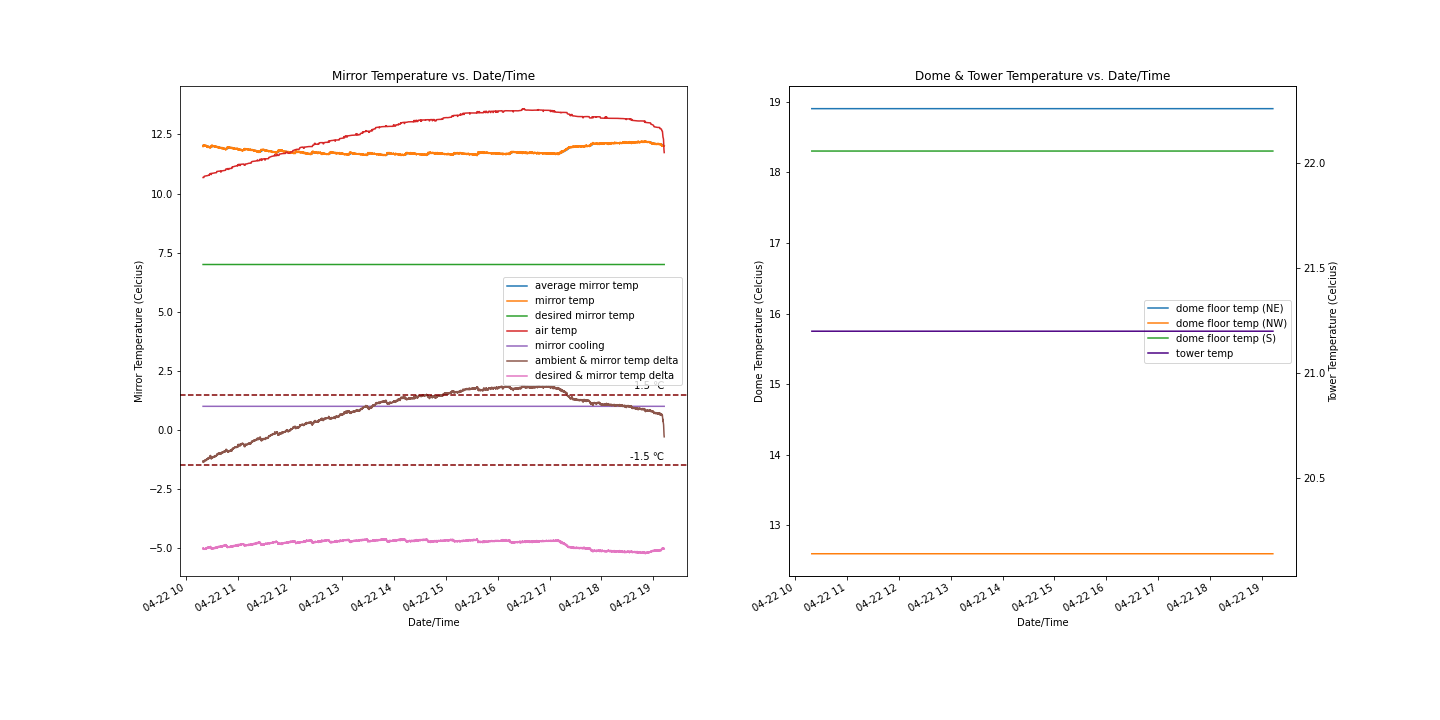 Mirror Temperature vs. Date/Time
Mirror Temperature (Celcius)
12.5
10.0
7.5
5.0
2.5
0.0
−2.5
−5.0
average mirror temp
mirror temp
desired mirror temp
air temp
mirror cooling
ambient & mirror temp delta
desired & mirror temp delta
1.5 ℃
-1.5 ℃
04-22 10
04-22 11
04-22 12
04-22 13
04-22 14
04-22 15
04-22 16
04-22 17
04-22 18
04-22 19
Date/Time
Dome & Tower Temperature vs. Date/Time
Dome Temperature (Celcius)
19
18
17
16
15
14
13
dome floor temp (NE)
dome floor temp (NW)
dome floor temp (S)
tower temp
22.0
21.5
21.0
20.5
Tower Temperature (Celcius)
04-22 10
04-22 11
04-22 12
04-22 13
04-22 14
04-22 15
04-22 16
04-22 17
04-22 18
04-22 19
Date/Time